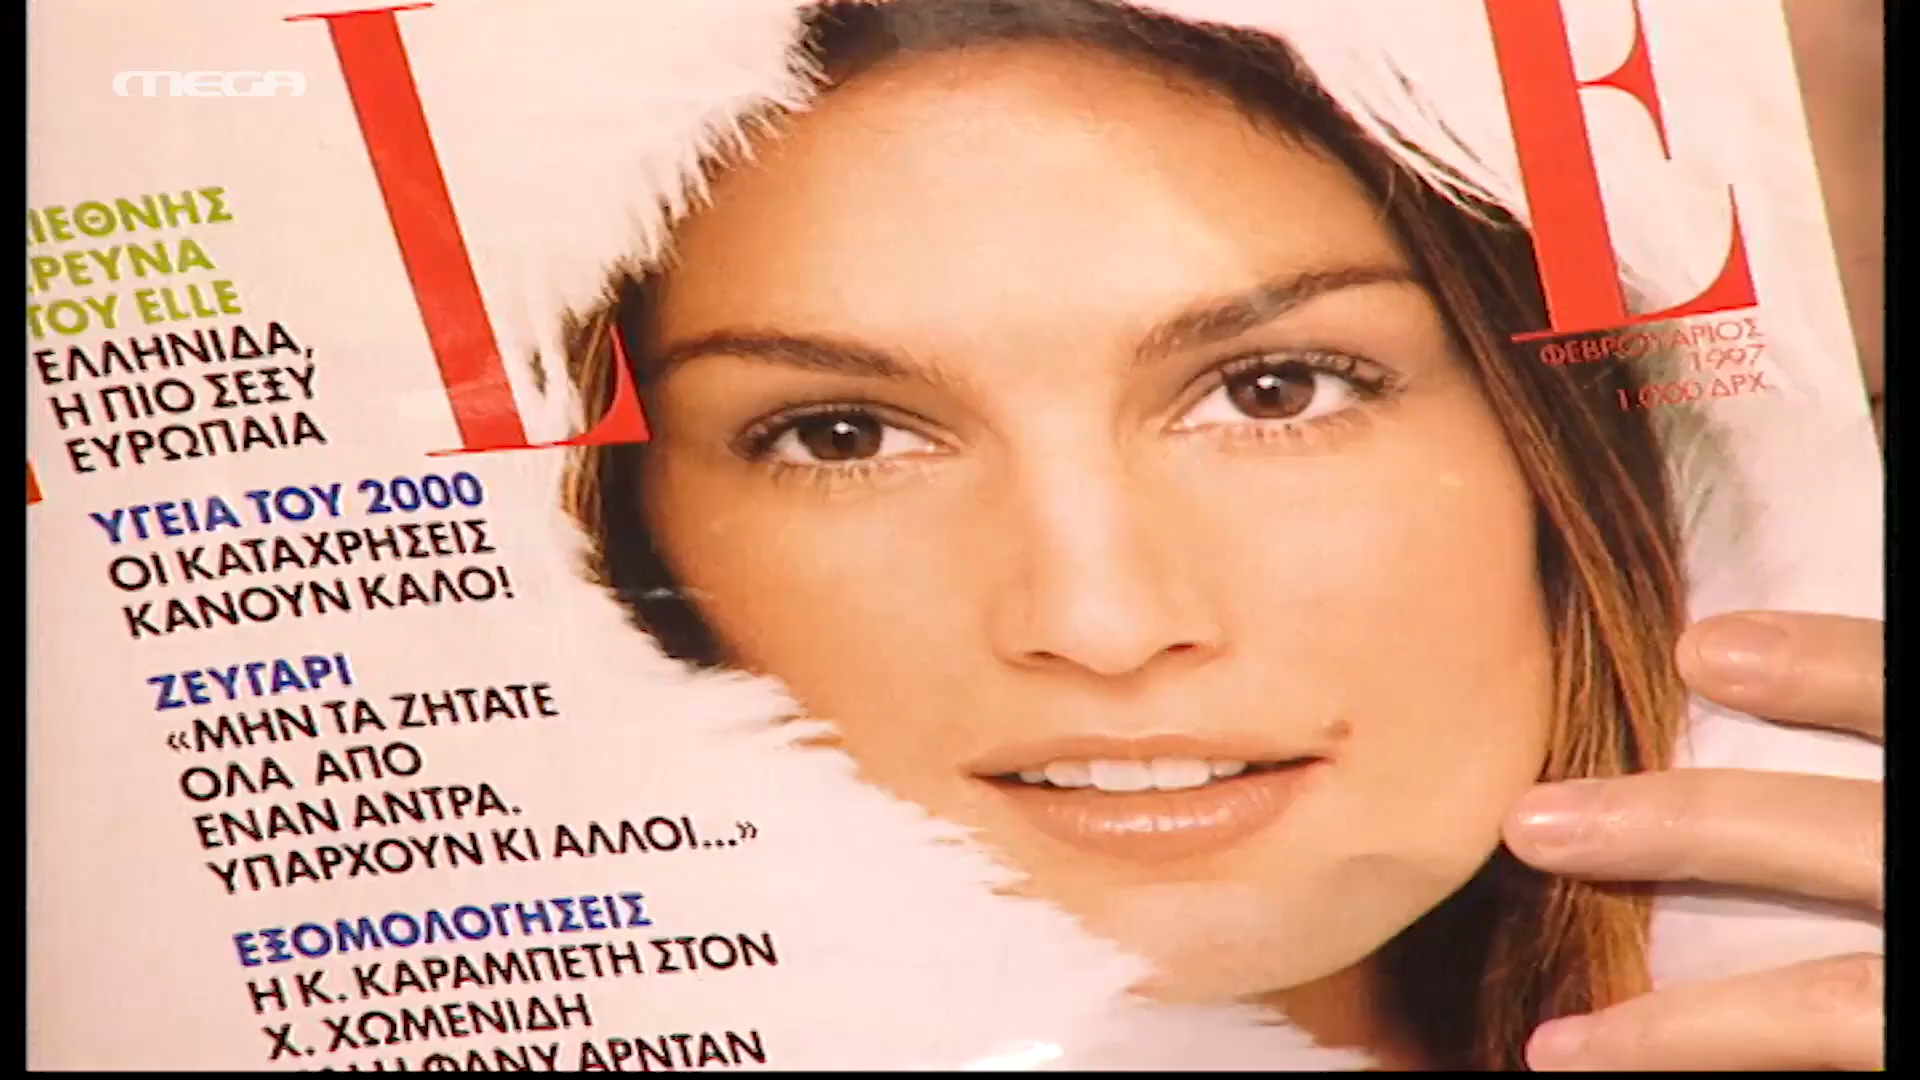 MEGA
L E
ΙΕΘΝΗΣ
ΡΕΥΝΑ
ΤΟΥ ELLE
ΕΛΛΗΝΙΔΑ,
Η ΠΙΟ ΣΕΞΥ
ΕΥΡΩΠΑΙΑ
ΦΕΒΡΟΥΑΡΙΟΣ
1997
1.000 ΔΡΧ.
ΥΓΕΙΑ ΤΟΥ 2000
ΟΙ ΚΑΤΑΧΡΗΣΕΙΣ
ΚΑΝΟΥΝ ΚΑΛΟ!
ΖΕΥΓΑΡΙ
«ΜΗΝ ΤΑ ΖΗΤΑΤΕ
ΟΛΑ ΑΠΟ
ΕΝΑΝ ΑΝΤΡΑ.
ΥΠΑΡΧΟΥΝ ΚΙ ΑΛΛΟΙ...»
ΕΞΟΜΟΛΟΓΗΣΕΙΣ
Η Κ. ΚΑΡΑΜΠΕΤΗ ΣΤΟΝ
Χ. ΧΩΜΕΝΙΔΗ
ΦΑΝΥ ΑΡΝΤΑΝ